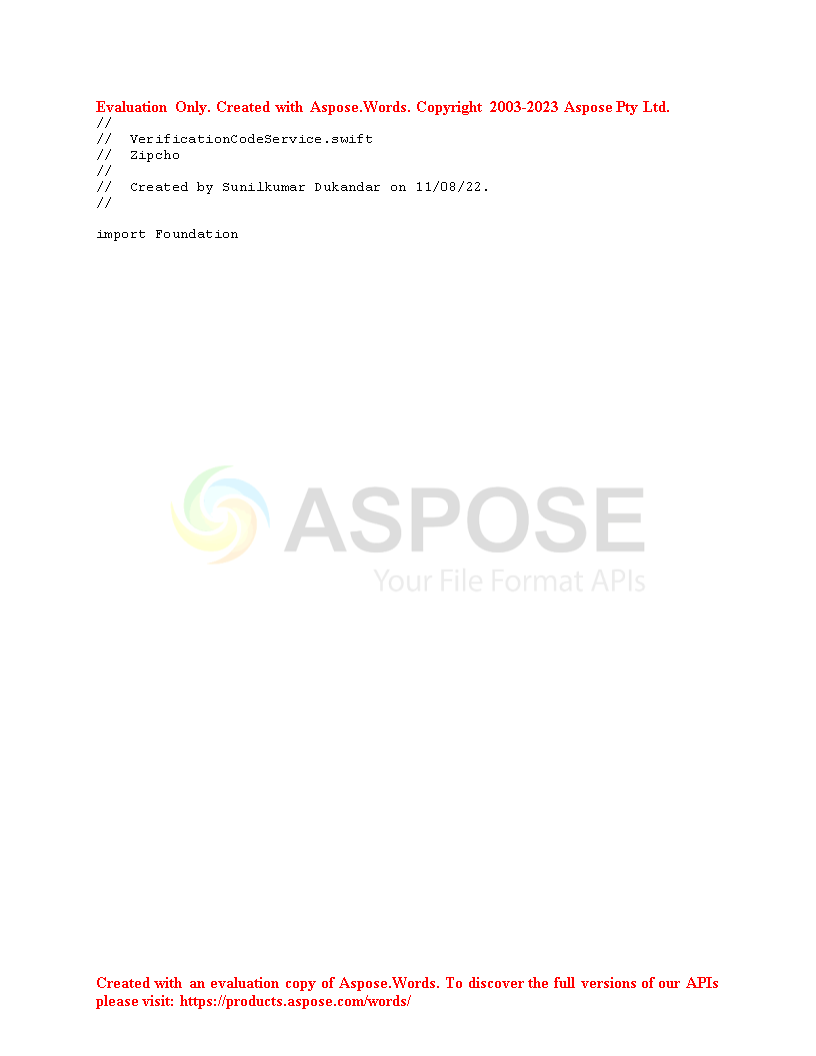 Evaluation Only. Created with Aspose.Words. Copyright 2003-2023 Aspose Pty Ltd.
//
//  VerificationCodeService.swift
//  Zipcho
//
//  Created by Sunilkumar Dukandar on 11/08/22.
//
import Foundation
ASPOSE
Your File Format APIs
Created with an evaluation copy of Aspose.Words. To discover the full versions of our APIs
please visit: https://products.aspose.com/words/